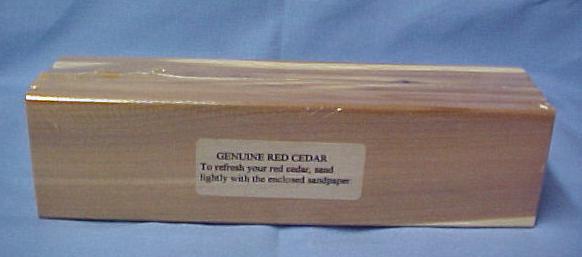 GENUINE RED CEDAR
To refresh your red cedar, sand
lightly with the enclosed sandpaper